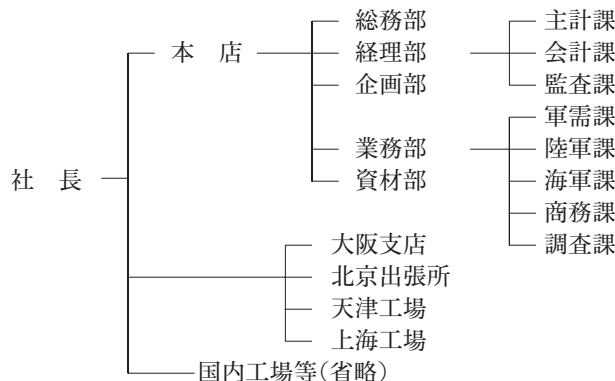 社長
本店
総務部
経理部
企画部
業務部
資材部
主計課
会計課
監査課
軍需課
陸軍課
海軍課
商務課
調査課
大阪支店
北京出張所
天津工場
上海工場
国内工場等(省略)